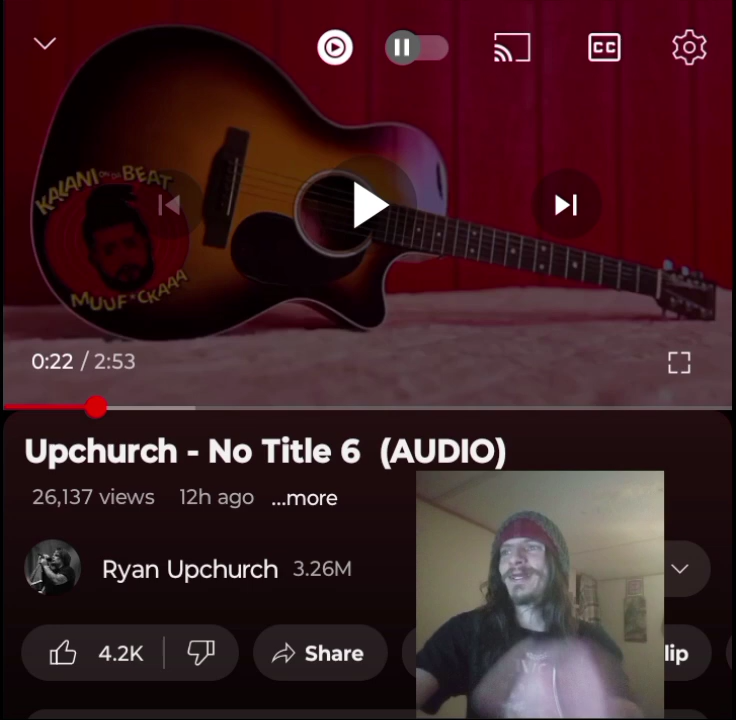 CC
KALANI ON DA BEAT
MUUF*CKAAA
0:22 / 2:53
Upchurch - No Title 6 (AUDIO)
26,137 views 12h ago ...more
Ryan Upchurch 3.26M
4.2K Share lip